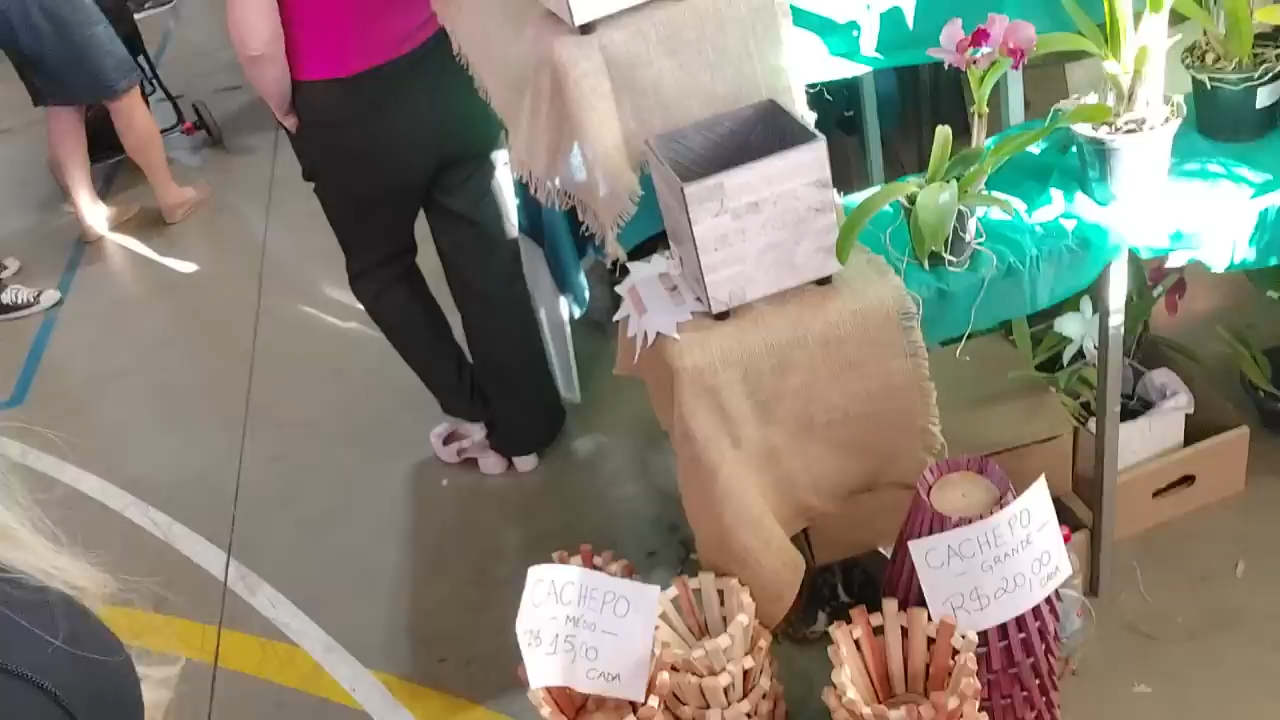 CACHEPO
- MÉDIO -
R$ 15,00
CADA
CACHEPO
- GRANDE -
R$20,00
CADA